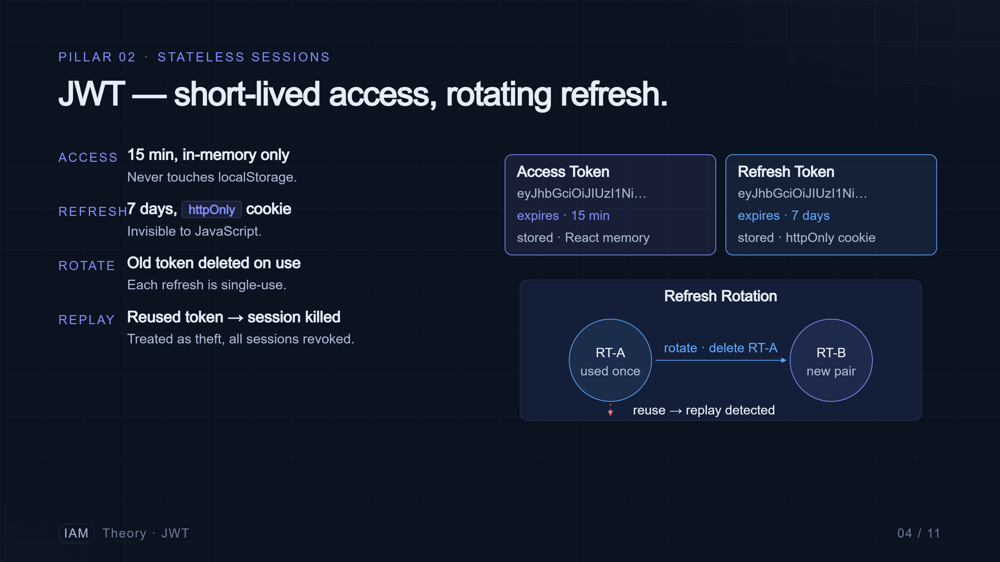 PILLAR 02 · STATELESS SESSIONS
JWT — short-lived access, rotating refresh.
ACCESS 15 min, in-memory only
Never touches localStorage.
REFRESH 7 days, httpOnly cookie
Invisible to JavaScript.
ROTATE Old token deleted on use
Each refresh is single-use.
REPLAY Reused token → session killed
Treated as theft, all sessions revoked.
Access Token
eyJhbGciOiJIUzI1Ni…
expires · 15 min
stored · React memory
Refresh Token
eyJhbGciOiJIUzI1Ni…
expires · 7 days
stored · httpOnly cookie
Refresh Rotation
RT-A
used once
rotate · delete RT-A
RT-B
new pair
reuse → replay detected
IAM Theory · JWT
04 / 11